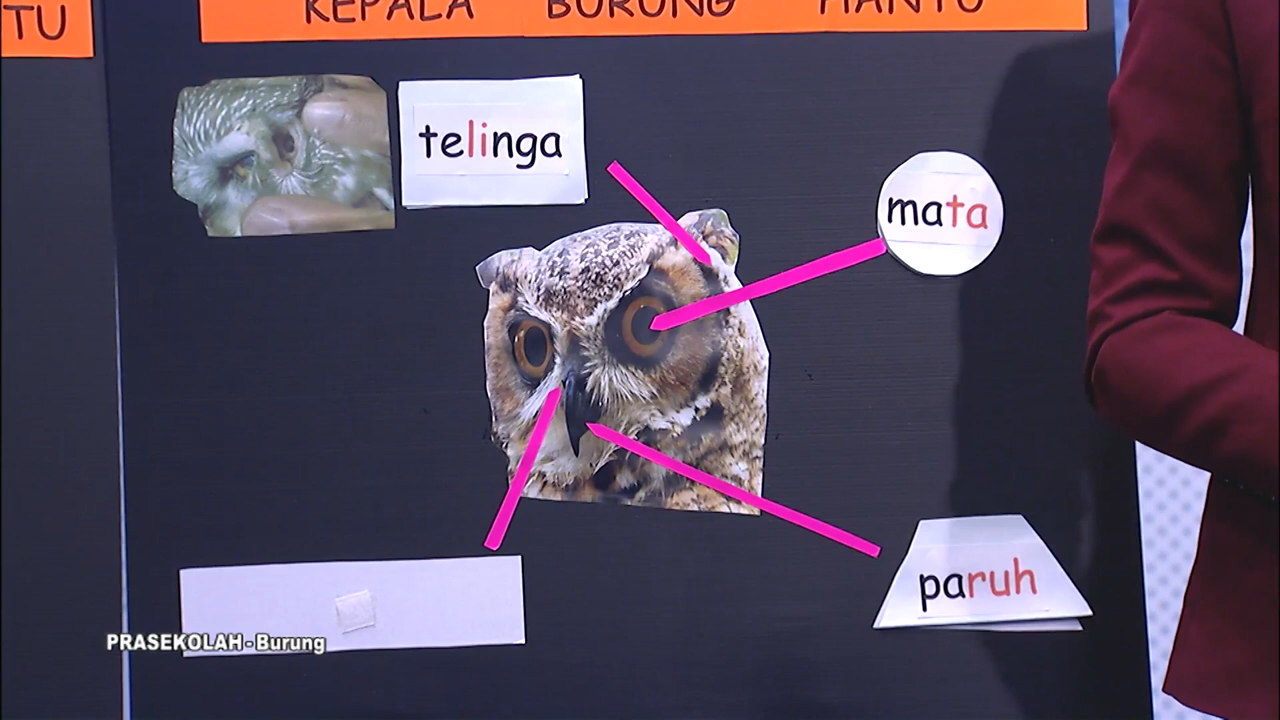 TU
KEPALA BURUNG HANTU
telinga
mata
paruh
PRASEKOLAH - Burung